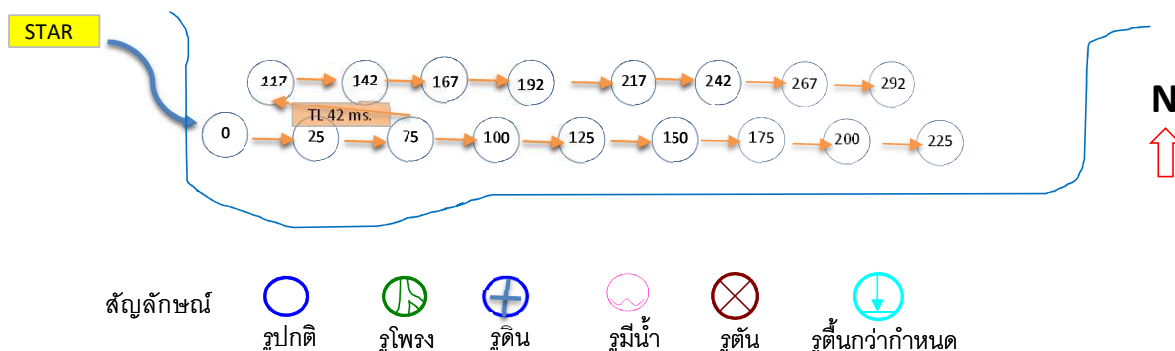 STAR
117 142 167 192 217 242 267 292
N
TL 42 ms.
0 25 75 100 125 150 175 200 225
สัญลักษณ์
รูปกติ รูโพรง รูดิน รูมีน้ำ รูตัน รูตื้นกว่ากำหนด